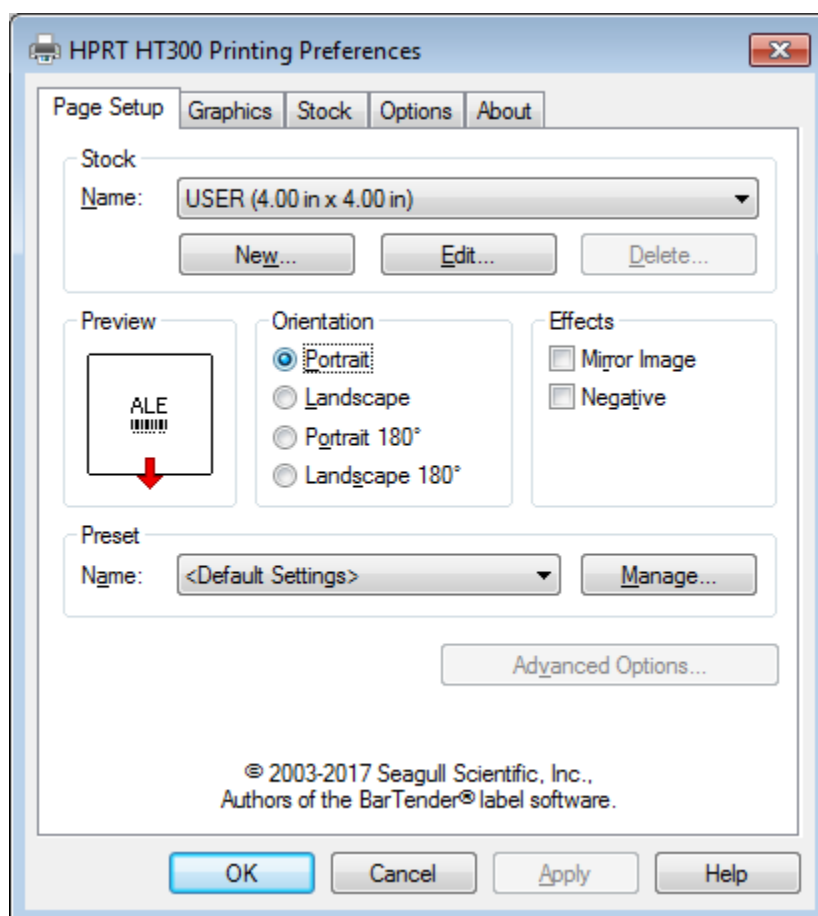 HPRT HT300 Printing Preferences
Page Setup Graphics Stock Options About
Stock
Name: USER (4.00 in x 4.00 in)
New... Edit... Delete...
Preview Orientation Effects
Portrait Mirror Image
ALE Landscape Negative
Portrait 180°
Landscape 180°
Preset
Name: <Default Settings> Manage...
Advanced Options...
© 2003-2017 Seagull Scientific, Inc.,
Authors of the BarTender® label software.
OK Cancel Apply Help